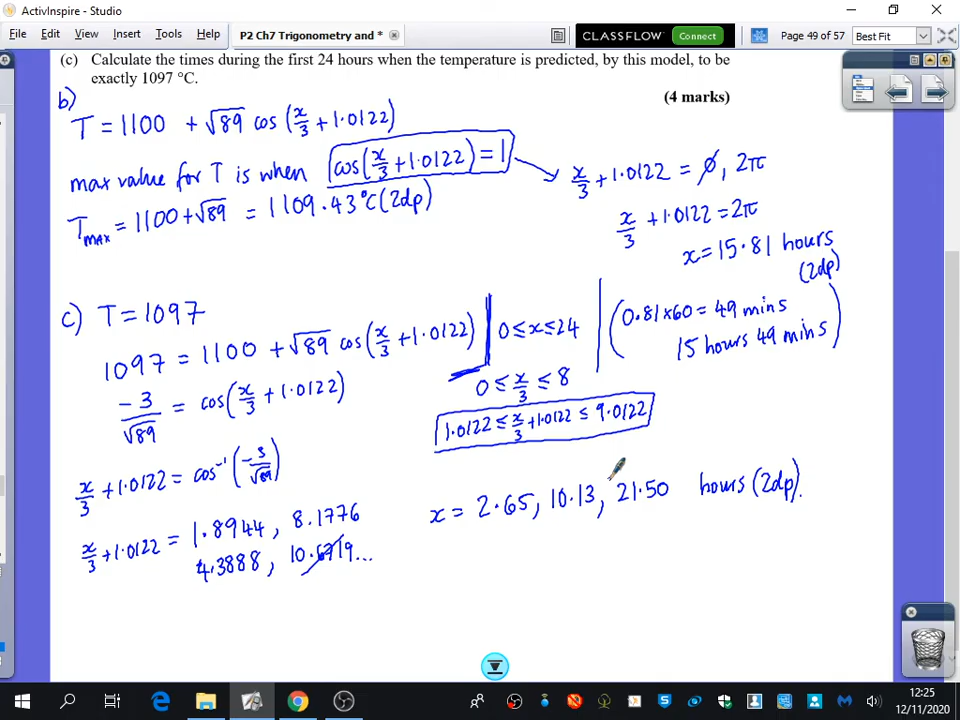 ActivInspire - Studio
File Edit View Insert Tools Help
P2 Ch7 Trigonometry and *
CLASSFLOW Connect
Page 49 of 57
Best Fit
(c) Calculate the times during the first 24 hours when the temperature is predicted, by this model, to be
exactly 1097 °C.
(4 marks)
b)
T = 1100 + √89 cos(x/3 + 1.0122)
max value for T is when cos(x/3 + 1.0122) = 1
x/3 + 1.0122 = 0, 2π
T MAX = 1100 + √89 = 1109.43°C (2dp)
x/3 + 1.0122 = 2π
x = 15.81 hours
(2dp)
c) T = 1097
1097 = 1100 + √89 cos(x/3 + 1.0122)
0 ≤ x ≤ 24
(0.81 x 60 = 49 mins
15 hours 49 mins)
-3/√89 = cos(x/3 + 1.0122)
0 ≤ x/3 ≤ 8
1.0122 ≤ x/3 + 1.0122 ≤ 9.0122
x/3 + 1.0122 = cos⁻¹(-3/√89)
x = 2.65, 10.13, 21.50 hours (2dp).
x/3 + 1.0122 = 1.8944, 8.1776
4.3888, 10.6719...
12:25
12/11/2020